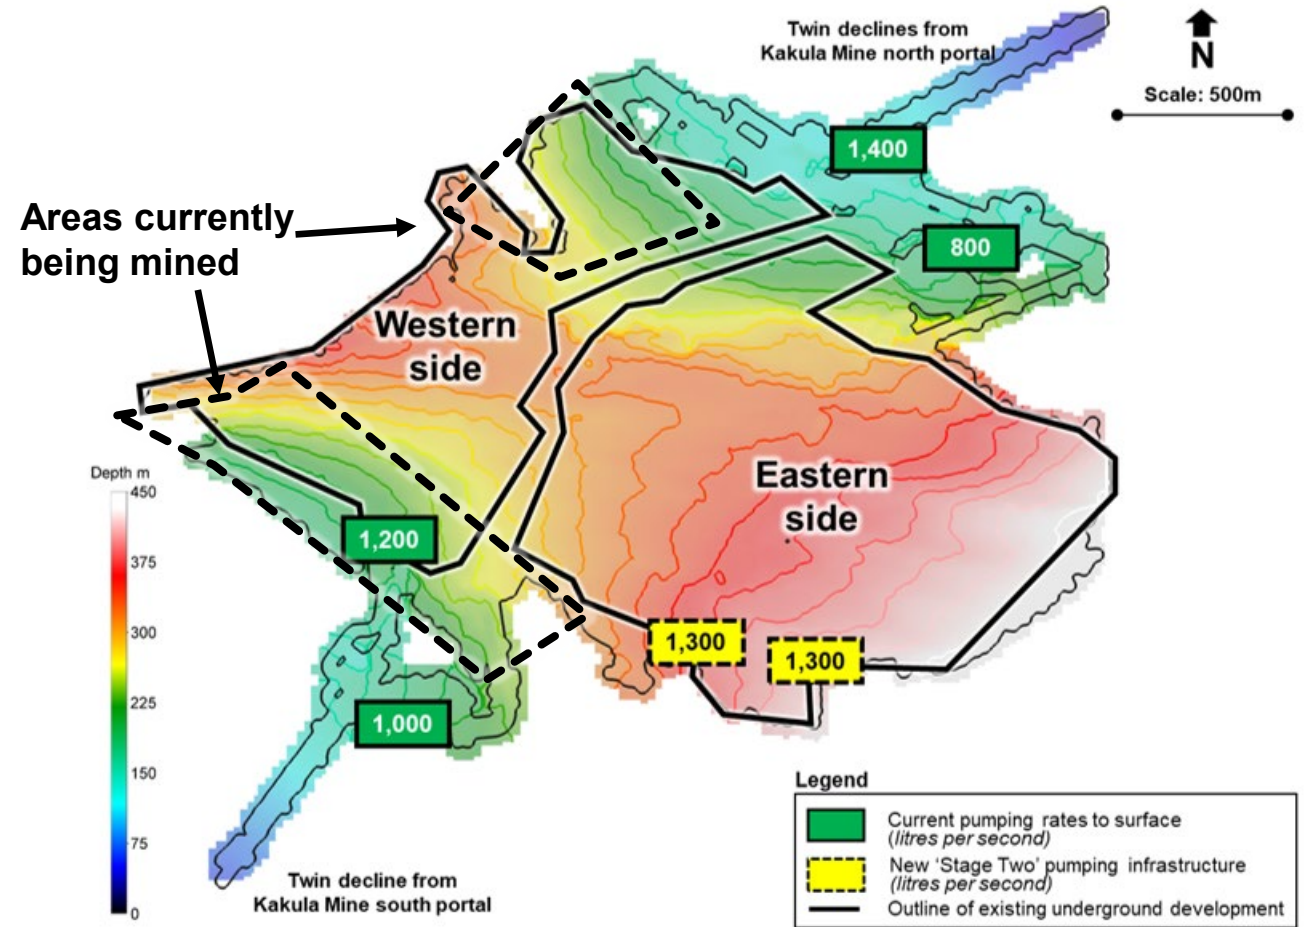 Twin declines from
Kakula Mine north portal
N
Scale: 500m
1,400
800
Areas currently
being mined
Western
side
Eastern
side
Depth m
450
375
300
225
150
75
0
1,200
1,300
1,300
1,000
Twin decline from
Kakula Mine south portal
Legend
Current pumping rates to surface
(litres per second)
New ‘Stage Two’ pumping infrastructure
(litres per second)
Outline of existing underground development